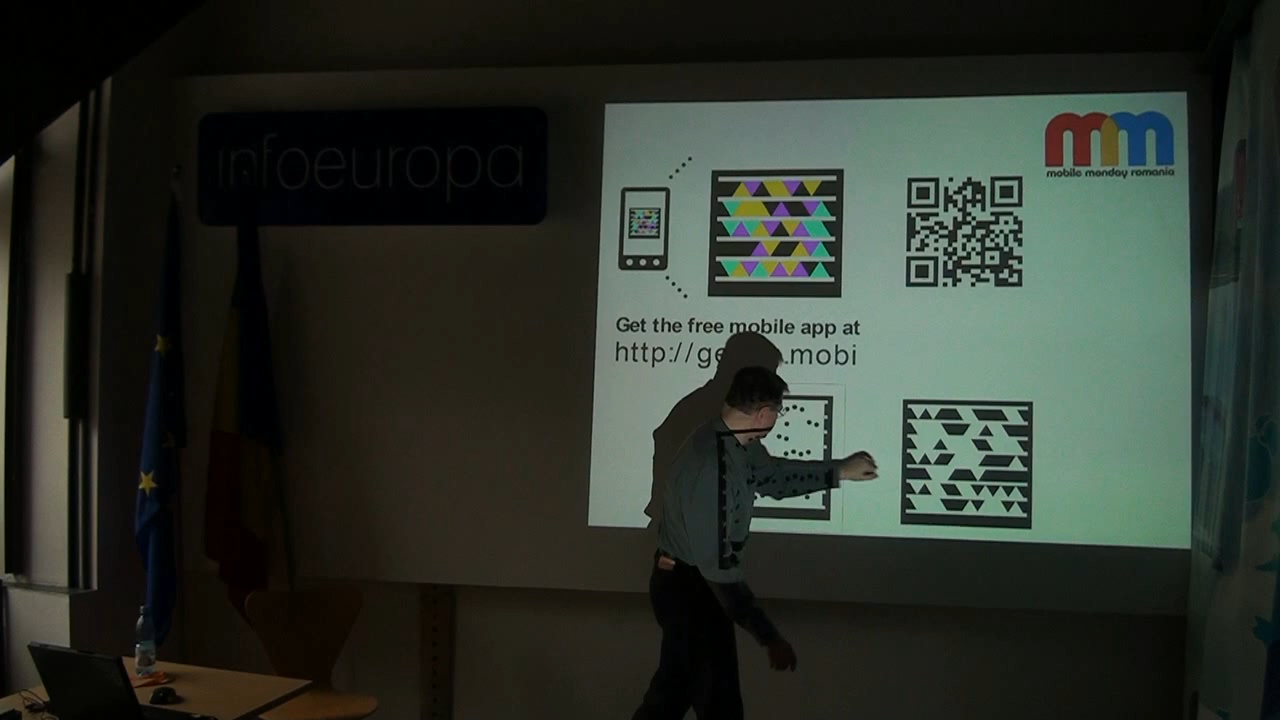 infoeuropa
mobile monday romania
Get the free mobile app at
http://ge .mobi